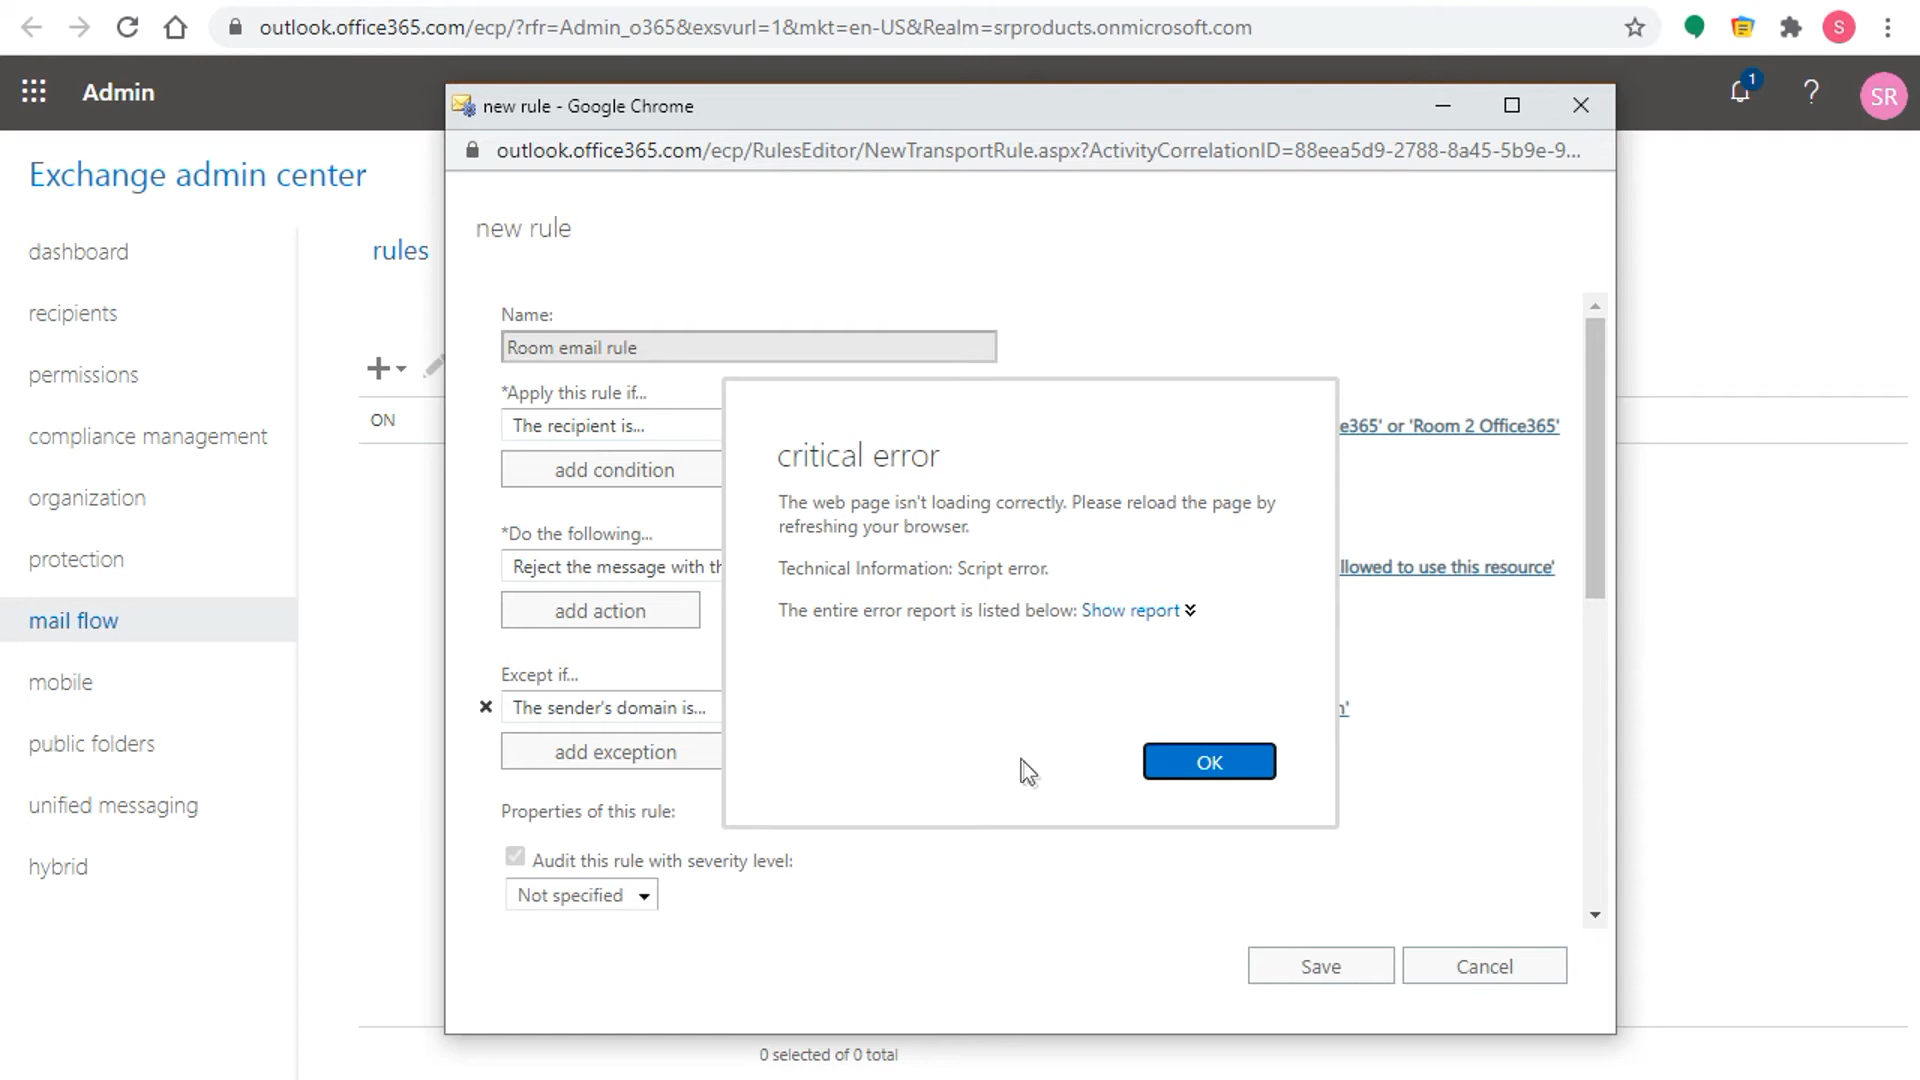 outlook.office365.com/ecp/?rfr=Admin_o365&exsvurl=1&mkt=en-US&Realm=srproducts.onmicrosoft.com
S
Admin
1
?
SR
new rule - Google Chrome
outlook.office365.com/ecp/RulesEditor/NewTransportRule.aspx?ActivityCorrelationID=88eea5d9-2788-8a45-5b9e-9...
Exchange admin center
dashboard
recipients
permissions
compliance management
organization
protection
mail flow
mobile
public folders
unified messaging
hybrid
rules
ON
new rule
Name:
Room email rule
*Apply this rule if...
The recipient is...
e365' or 'Room 2 Office365'
add condition
*Do the following...
Reject the message with th
llowed to use this resource'
add action
Except if...
The sender's domain is...
n'
add exception
Properties of this rule:
Audit this rule with severity level:
Not specified
critical error
The web page isn't loading correctly. Please reload the page by
refreshing your browser.
Technical Information: Script error.
The entire error report is listed below: Show report
OK
Save
Cancel
0 selected of 0 total